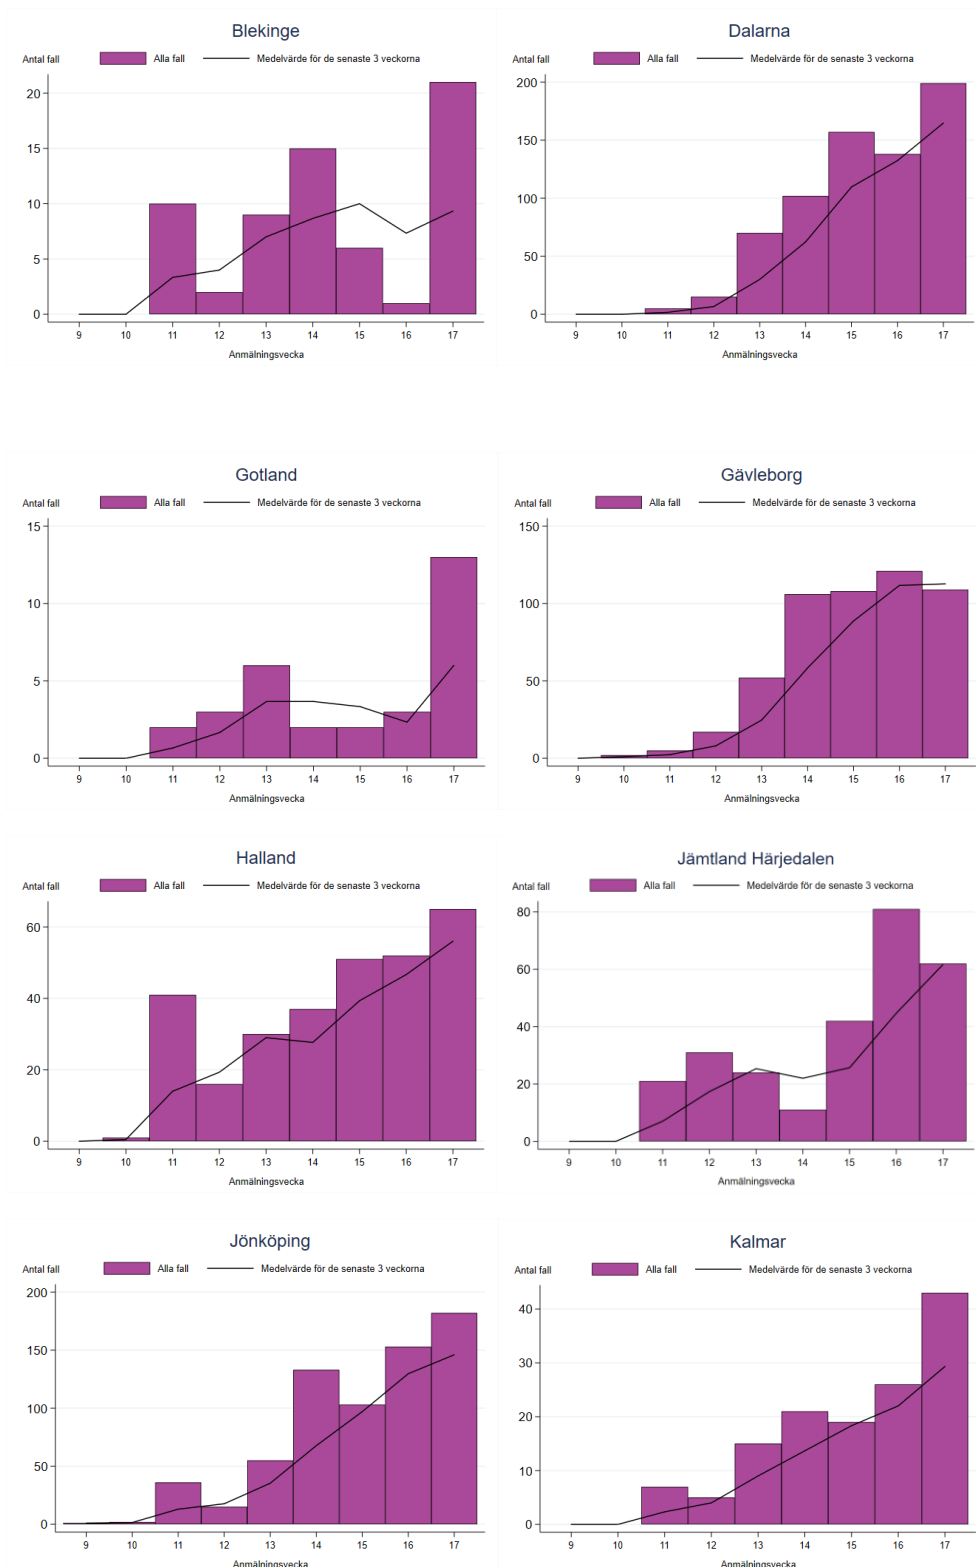 Blekinge
Antal fall Alla fall Medelvärde för de senaste 3 veckorna
20
15
10
5
0
9 10 11 12 13 14 15 16 17
Anmälningsvecka
Dalarna
Antal fall Alla fall Medelvärde för de senaste 3 veckorna
200
150
100
50
0
9 10 11 12 13 14 15 16 17
Anmälningsvecka
Gotland
Antal fall Alla fall Medelvärde för de senaste 3 veckorna
15
10
5
0
9 10 11 12 13 14 15 16 17
Anmälningsvecka
Gävleborg
Antal fall Alla fall Medelvärde för de senaste 3 veckorna
150
100
50
0
9 10 11 12 13 14 15 16 17
Anmälningsvecka
Halland
Antal fall Alla fall Medelvärde för de senaste 3 veckorna
60
40
20
0
9 10 11 12 13 14 15 16 17
Anmälningsvecka
Jämtland Härjedalen
Antal fall Alla fall Medelvärde för de senaste 3 veckorna
80
60
40
20
0
9 10 11 12 13 14 15 16 17
Anmälningsvecka
Jönköping
Antal fall Alla fall Medelvärde för de senaste 3 veckorna
200
150
100
50
0
9 10 11 12 13 14 15 16 17
Anmälningsvecka
Kalmar
Antal fall Alla fall Medelvärde för de senaste 3 veckorna
40
30
20
10
0
9 10 11 12 13 14 15 16 17
Anmälningsvecka